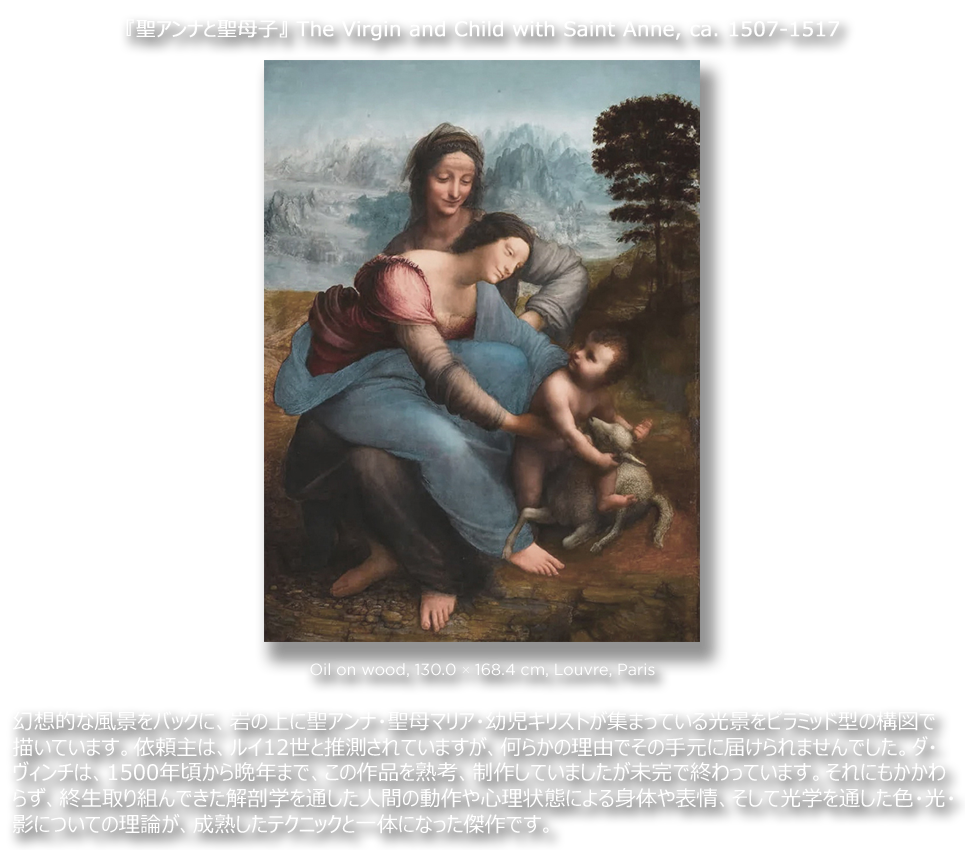 『聖アンナと聖母子』 The Virgin and Child with Saint Anne, ca. 1507-1517
Oil on wood, 130.0 × 168.4 cm, Louvre, Paris
幻想的な風景をバックに、岩の上に聖アンナ・聖母マリア・幼児キリストが集まっている光景をピラミッド型の構図で
描いています。依頼主は、ルイ12世と推測されていますが、何らかの理由でその手元に届けられませんでした。ダ・
ヴィンチは、1500年頃から晩年まで、この作品を熟考、制作していましたが未完で終わっています。それにもかかわ
らず、終生取り組んできた解剖学を通した人間の動作や心理状態による身体や表情、そして光学を通した色・光・
影についての理論が、成熟したテクニックと一体になった傑作です。